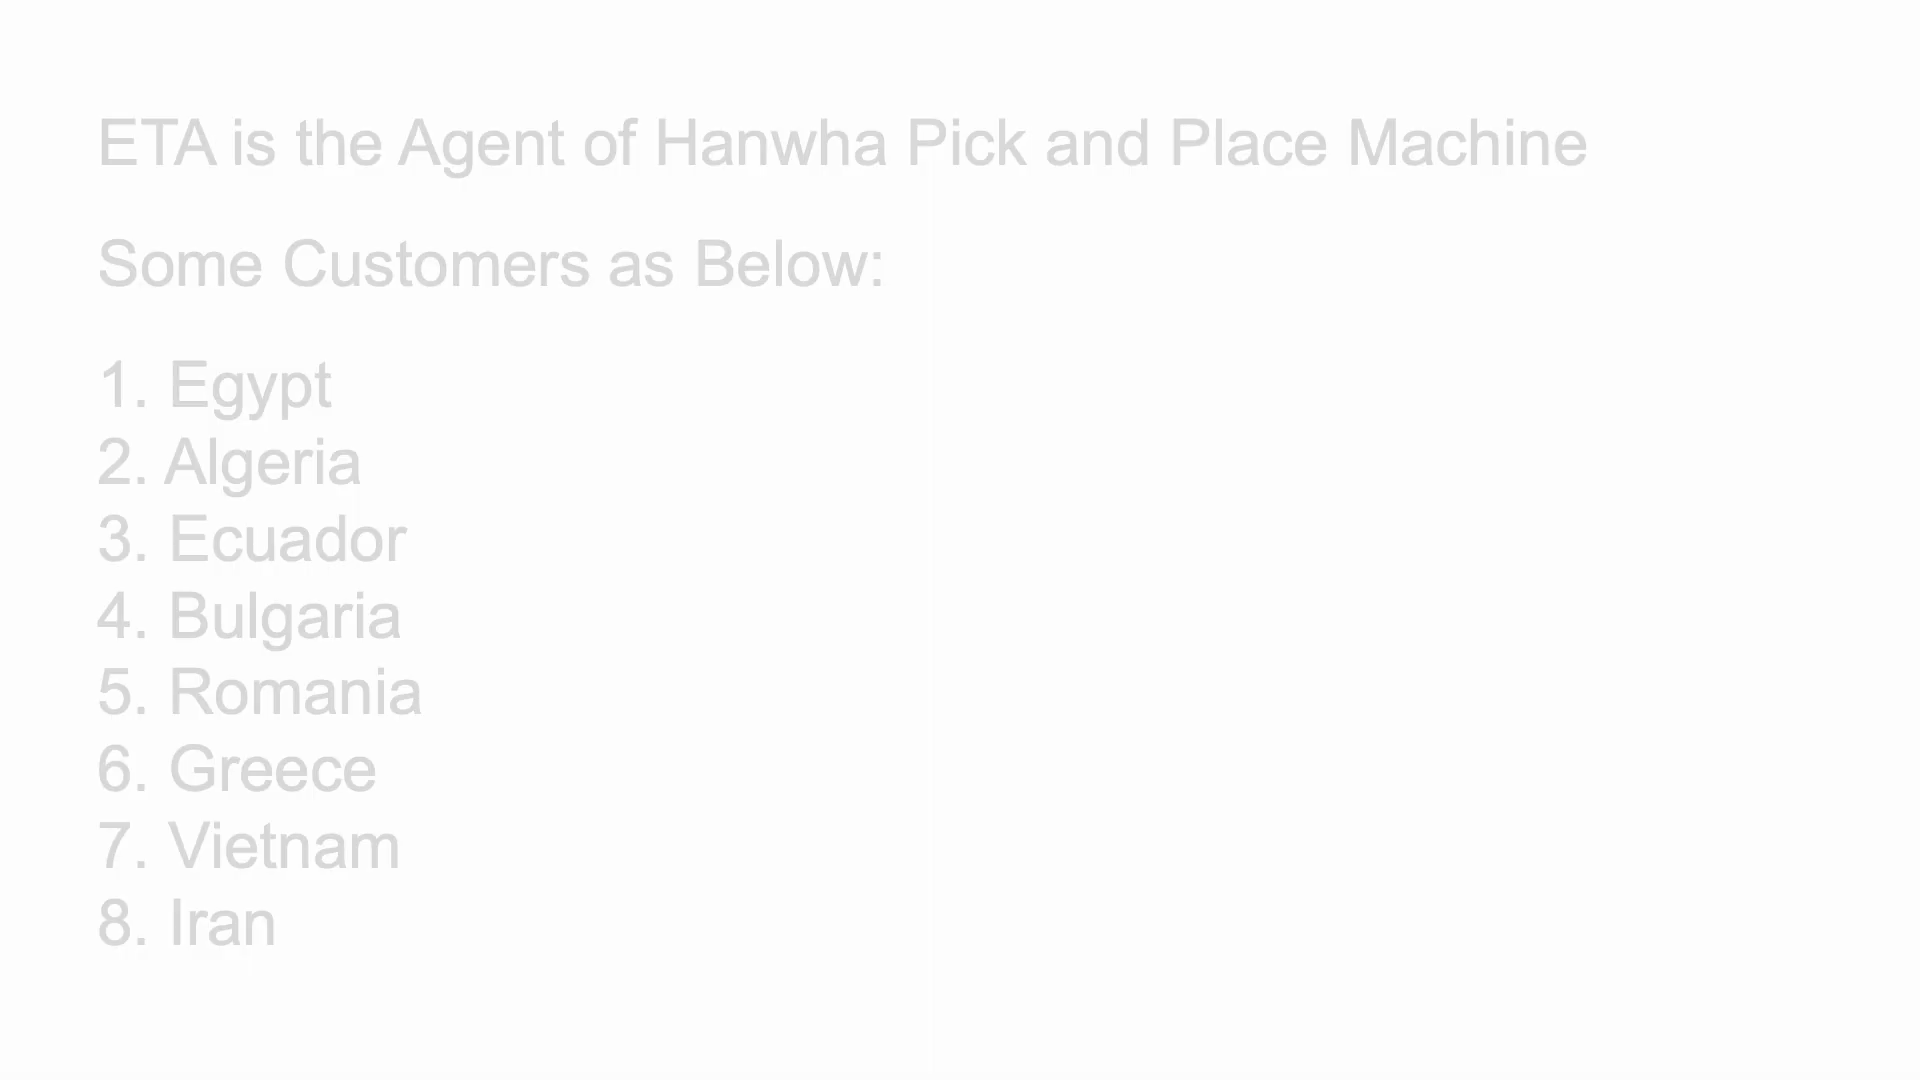 ETA is the Agent of Hanwha Pick and Place Machine
Some Customers as Below:
1. Egypt
2. Algeria
3. Ecuador
4. Bulgaria
5. Romania
6. Greece
7. Vietnam
8. Iran